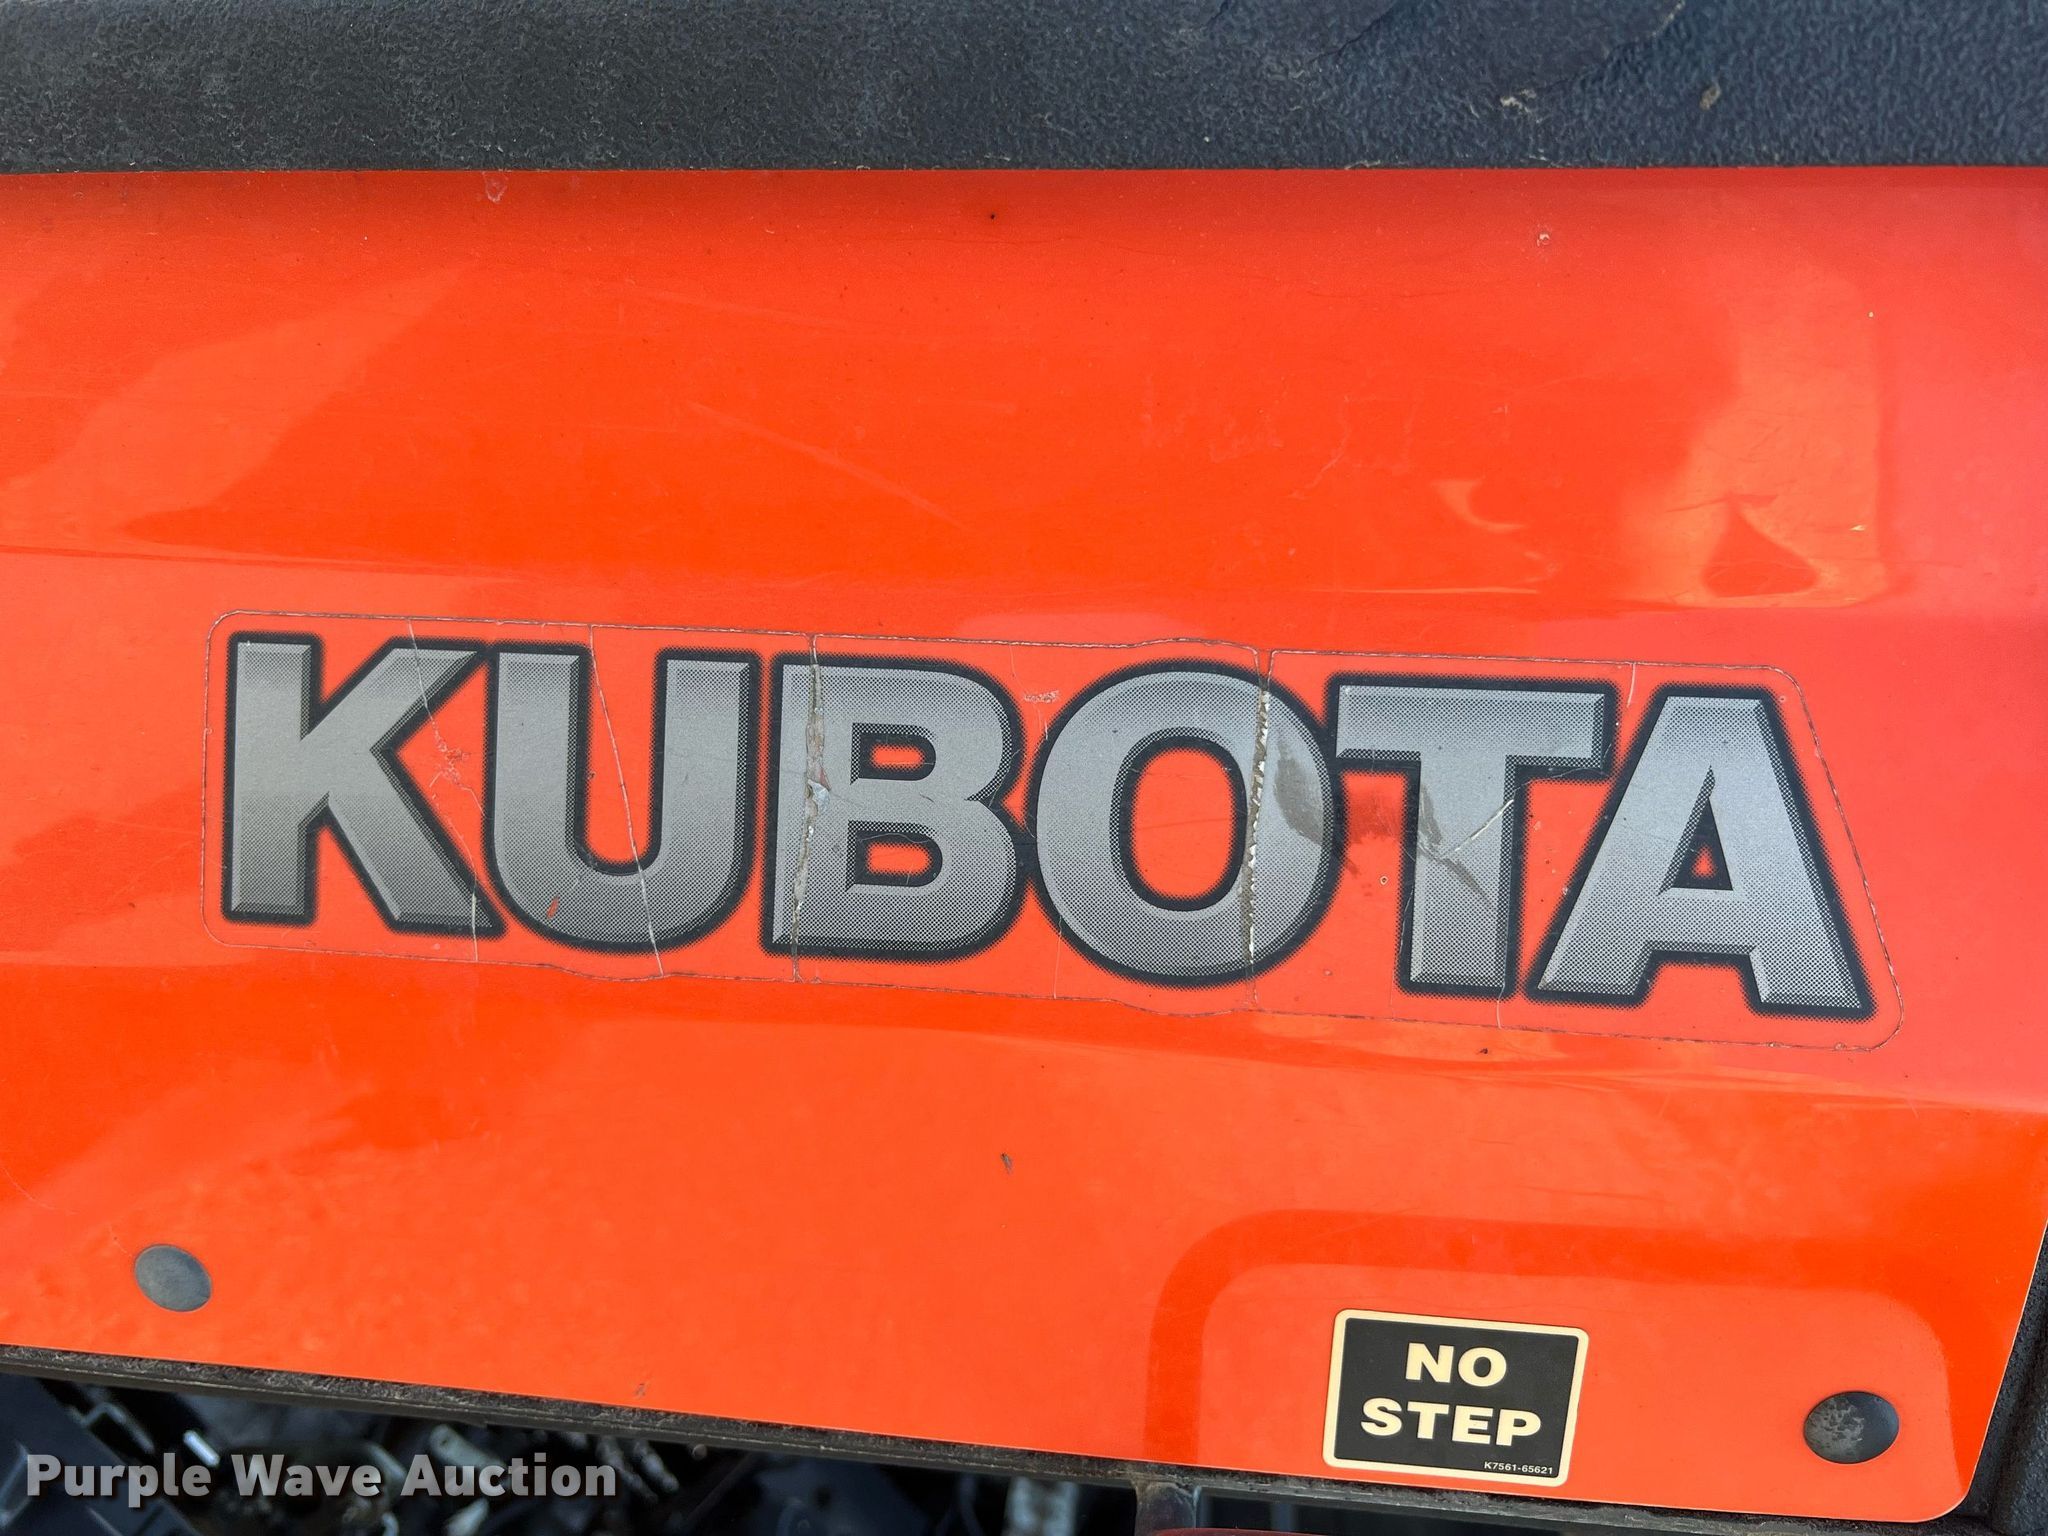 KUBOTA
NO
STEP
K7561-65621
Purple Wave Auction